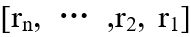 [rₙ, ··· ,r₂, r₁]